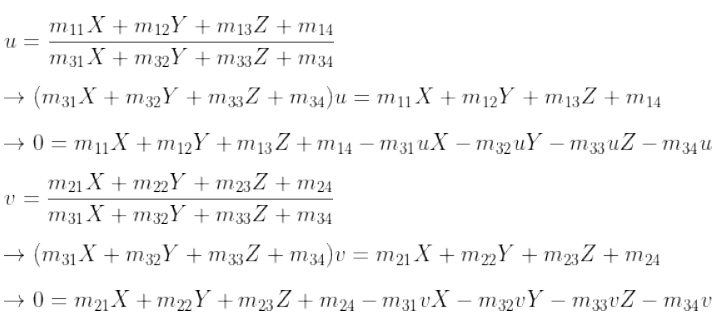 u = \frac{m_{11}X + m_{12}Y + m_{13}Z + m_{14}}{m_{31}X + m_{32}Y + m_{33}Z + m_{34}}
→ (m_{31}X + m_{32}Y + m_{33}Z + m_{34})u = m_{11}X + m_{12}Y + m_{13}Z + m_{14}
→ 0 = m_{11}X + m_{12}Y + m_{13}Z + m_{14} − m_{31}uX − m_{32}uY − m_{33}uZ − m_{34}u
v = \frac{m_{21}X + m_{22}Y + m_{23}Z + m_{24}}{m_{31}X + m_{32}Y + m_{33}Z + m_{34}}
→ (m_{31}X + m_{32}Y + m_{33}Z + m_{34})v = m_{21}X + m_{22}Y + m_{23}Z + m_{24}
→ 0 = m_{21}X + m_{22}Y + m_{23}Z + m_{24} − m_{31}vX − m_{32}vY − m_{33}vZ − m_{34}v